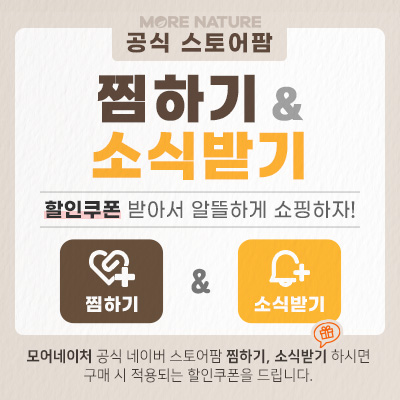 MORE NATURE
공식 스토어팜
찜하기 &
소식받기
할인쿠폰 받아서 알뜰하게 쇼핑하자!
찜하기 & 소식받기
모어네이처 공식 네이버 스토어팜 찜하기, 소식받기 하시면
구매 시 적용되는 할인쿠폰을 드립니다.